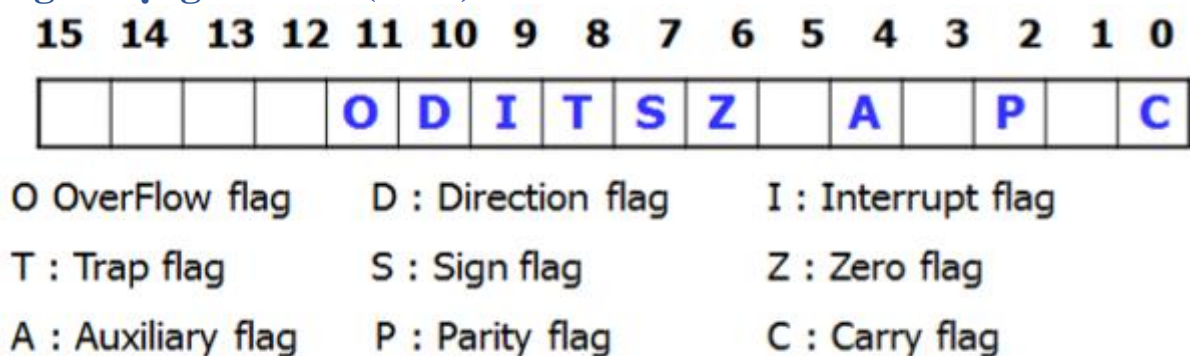 15 14 13 12 11 10 9 8 7 6 5 4 3 2 1 0
O D I T S Z A P C
O OverFlow flag D : Direction flag I : Interrupt flag
T : Trap flag S : Sign flag Z : Zero flag
A : Auxiliary flag P : Parity flag C : Carry flag